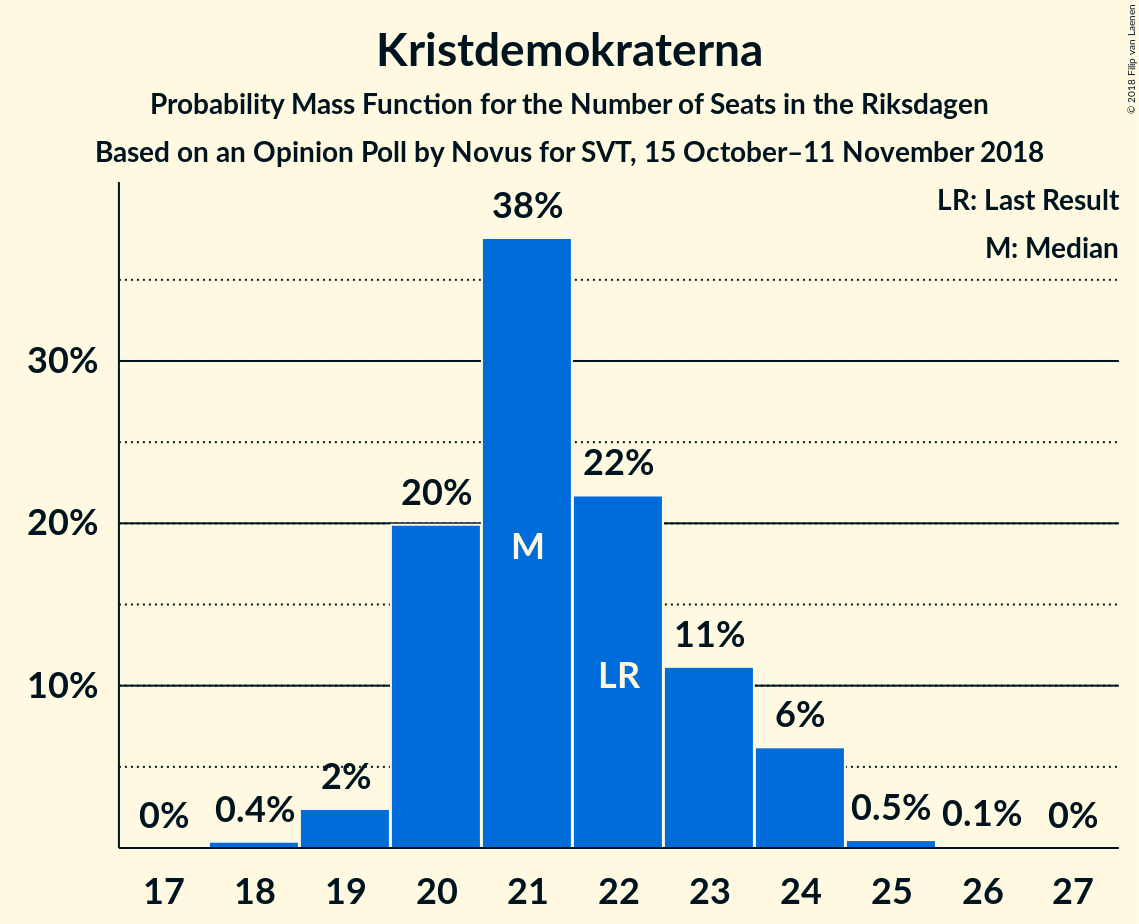 Kristdemokraterna
Probability Mass Function for the Number of Seats in the Riksdagen
Based on an Opinion Poll by Novus for SVT, 15 October–11 November 2018
© 2018 Filip van Laenen
LR: Last Result
M: Median
38%
30%
22%
20%
20%
M
11%
LR
10%
6%
2%
0%
0.4%
0.5%
0.1%
0%
17 18 19 20 21 22 23 24 25 26 27